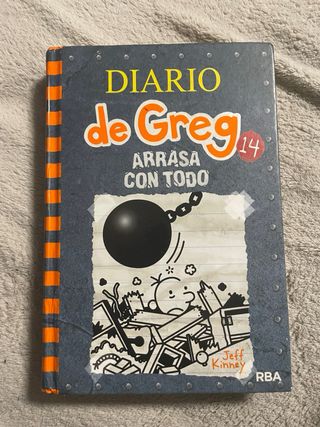 DIARIO
de Greg 14
ARRASA
CON TODO
Jeff
Kinney
RBA